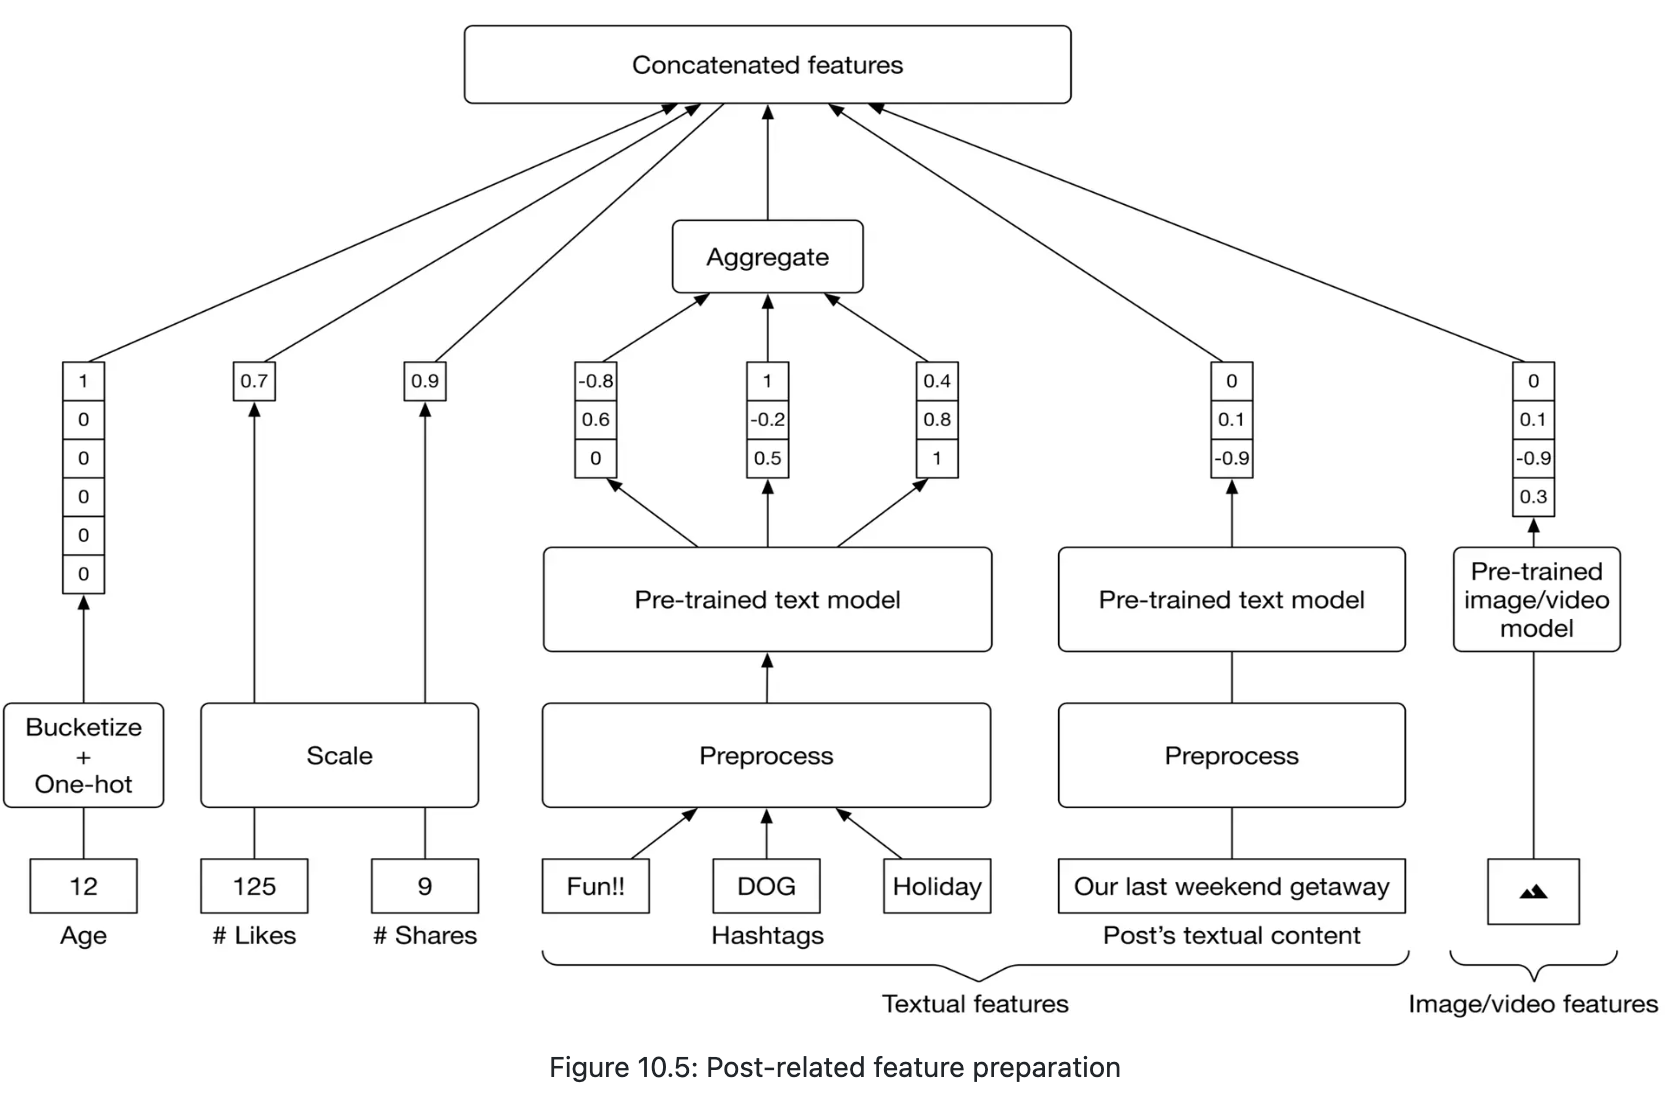 Concatenated features
Aggregate
1
0
0
0
0
0
0.7
0.9
-0.8
0.6
0
1
-0.2
0.5
0.4
0.8
1
0
0.1
-0.9
0
0.1
-0.9
0.3
Pre-trained text model
Pre-trained text model
Pre-trained
image/video
model
Bucketize
+
One-hot
Scale
Preprocess
Preprocess
12
125
9
Fun!!
DOG
Holiday
Our last weekend getaway
Age
# Likes
# Shares
Hashtags
Post’s textual content
Textual features
Image/video features
Figure 10.5: Post-related feature preparation